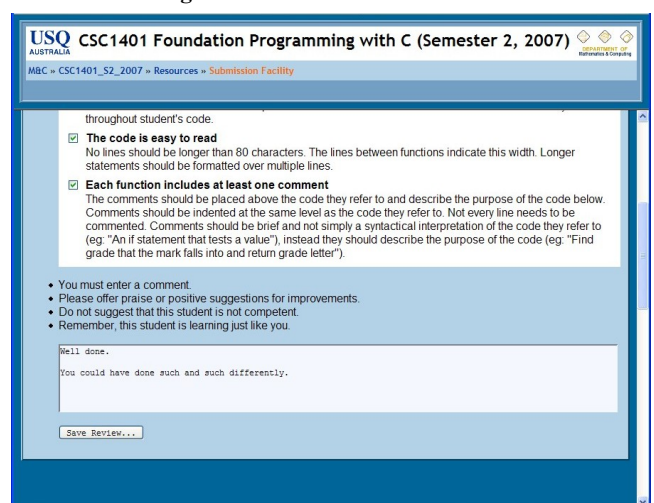 USQ
AUSTRALIA
CSC1401 Foundation Programming with C (Semester 2, 2007)
DEPARTMENT OF
Mathematics & Computing
M&C » CSC1401_S2_2007 » Resources » Submission Facility
throughout student's code.
The code is easy to read
No lines should be longer than 80 characters. The lines between functions indicate this width. Longer
statements should be formatted over multiple lines.
Each function includes at least one comment
The comments should be placed above the code they refer to and describe the purpose of the code below.
Comments should be indented at the same level as the code they refer to. Not every line needs to be
commented. Comments should be brief and not simply a syntactical interpretation of the code they refer to
(eg: "An if statement that tests a value"), instead they should describe the purpose of the code (eg: "Find
grade that the mark falls into and return grade letter").
• You must enter a comment.
• Please offer praise or positive suggestions for improvements.
• Do not suggest that this student is not competent.
• Remember, this student is learning just like you.
Well done.
You could have done such and such differently.
Save Review...